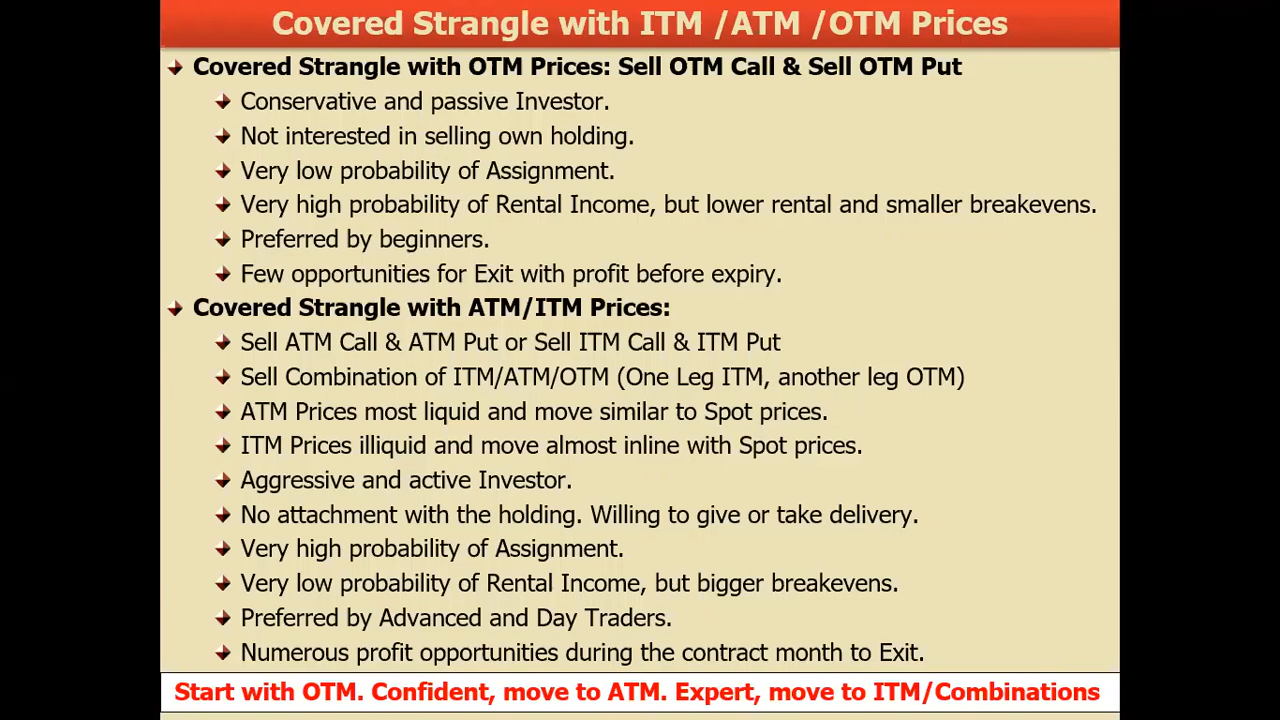 Covered Strangle with ITM /ATM /OTM Prices
Covered Strangle with OTM Prices: Sell OTM Call & Sell OTM Put
Conservative and passive Investor.
Not interested in selling own holding.
Very low probability of Assignment.
Very high probability of Rental Income, but lower rental and smaller breakevens.
Preferred by beginners.
Few opportunities for Exit with profit before expiry.
Covered Strangle with ATM/ITM Prices:
Sell ATM Call & ATM Put or Sell ITM Call & ITM Put
Sell Combination of ITM/ATM/OTM (One Leg ITM, another leg OTM)
ATM Prices most liquid and move similar to Spot prices.
ITM Prices illiquid and move almost inline with Spot prices.
Aggressive and active Investor.
No attachment with the holding. Willing to give or take delivery.
Very high probability of Assignment.
Very low probability of Rental Income, but bigger breakevens.
Preferred by Advanced and Day Traders.
Numerous profit opportunities during the contract month to Exit.
Start with OTM. Confident, move to ATM. Expert, move to ITM/Combinations